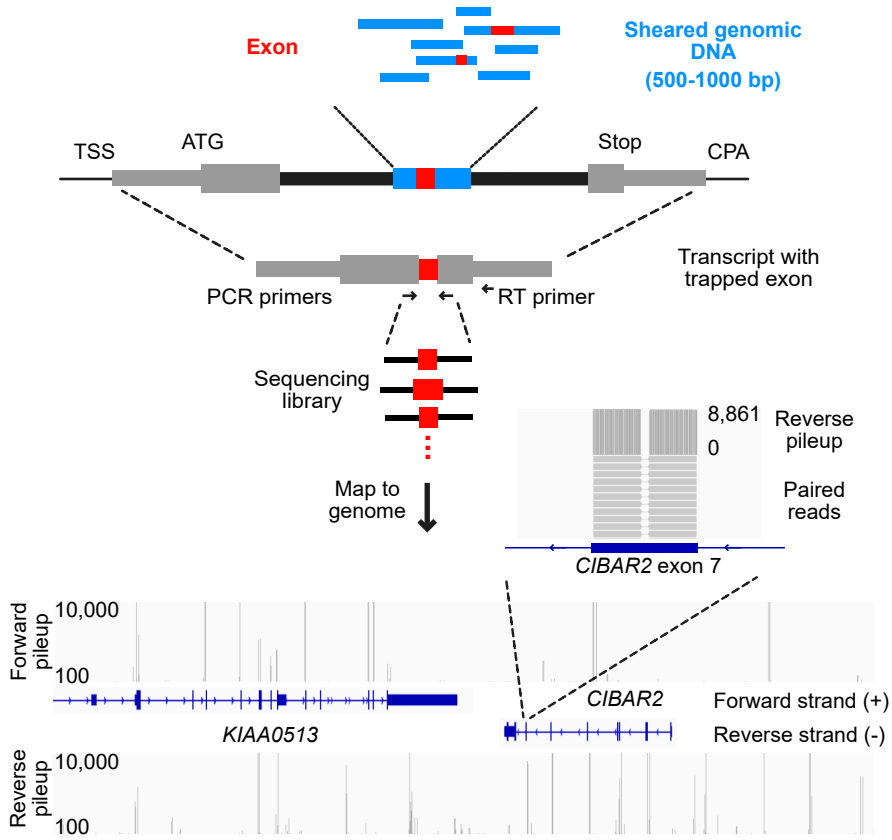 Exon
Sheared genomic
DNA
(500-1000 bp)
TSS
ATG
Stop
CPA
Transcript with
trapped exon
PCR primers
RT primer
Sequencing
library
8,861
0
Reverse
pileup
Paired
reads
Map to
genome
CIBAR2 exon 7
Forward
pileup
10,000
100
KIAA0513
CIBAR2
Forward strand (+)
Reverse strand (-)
Reverse
pileup
10,000
100